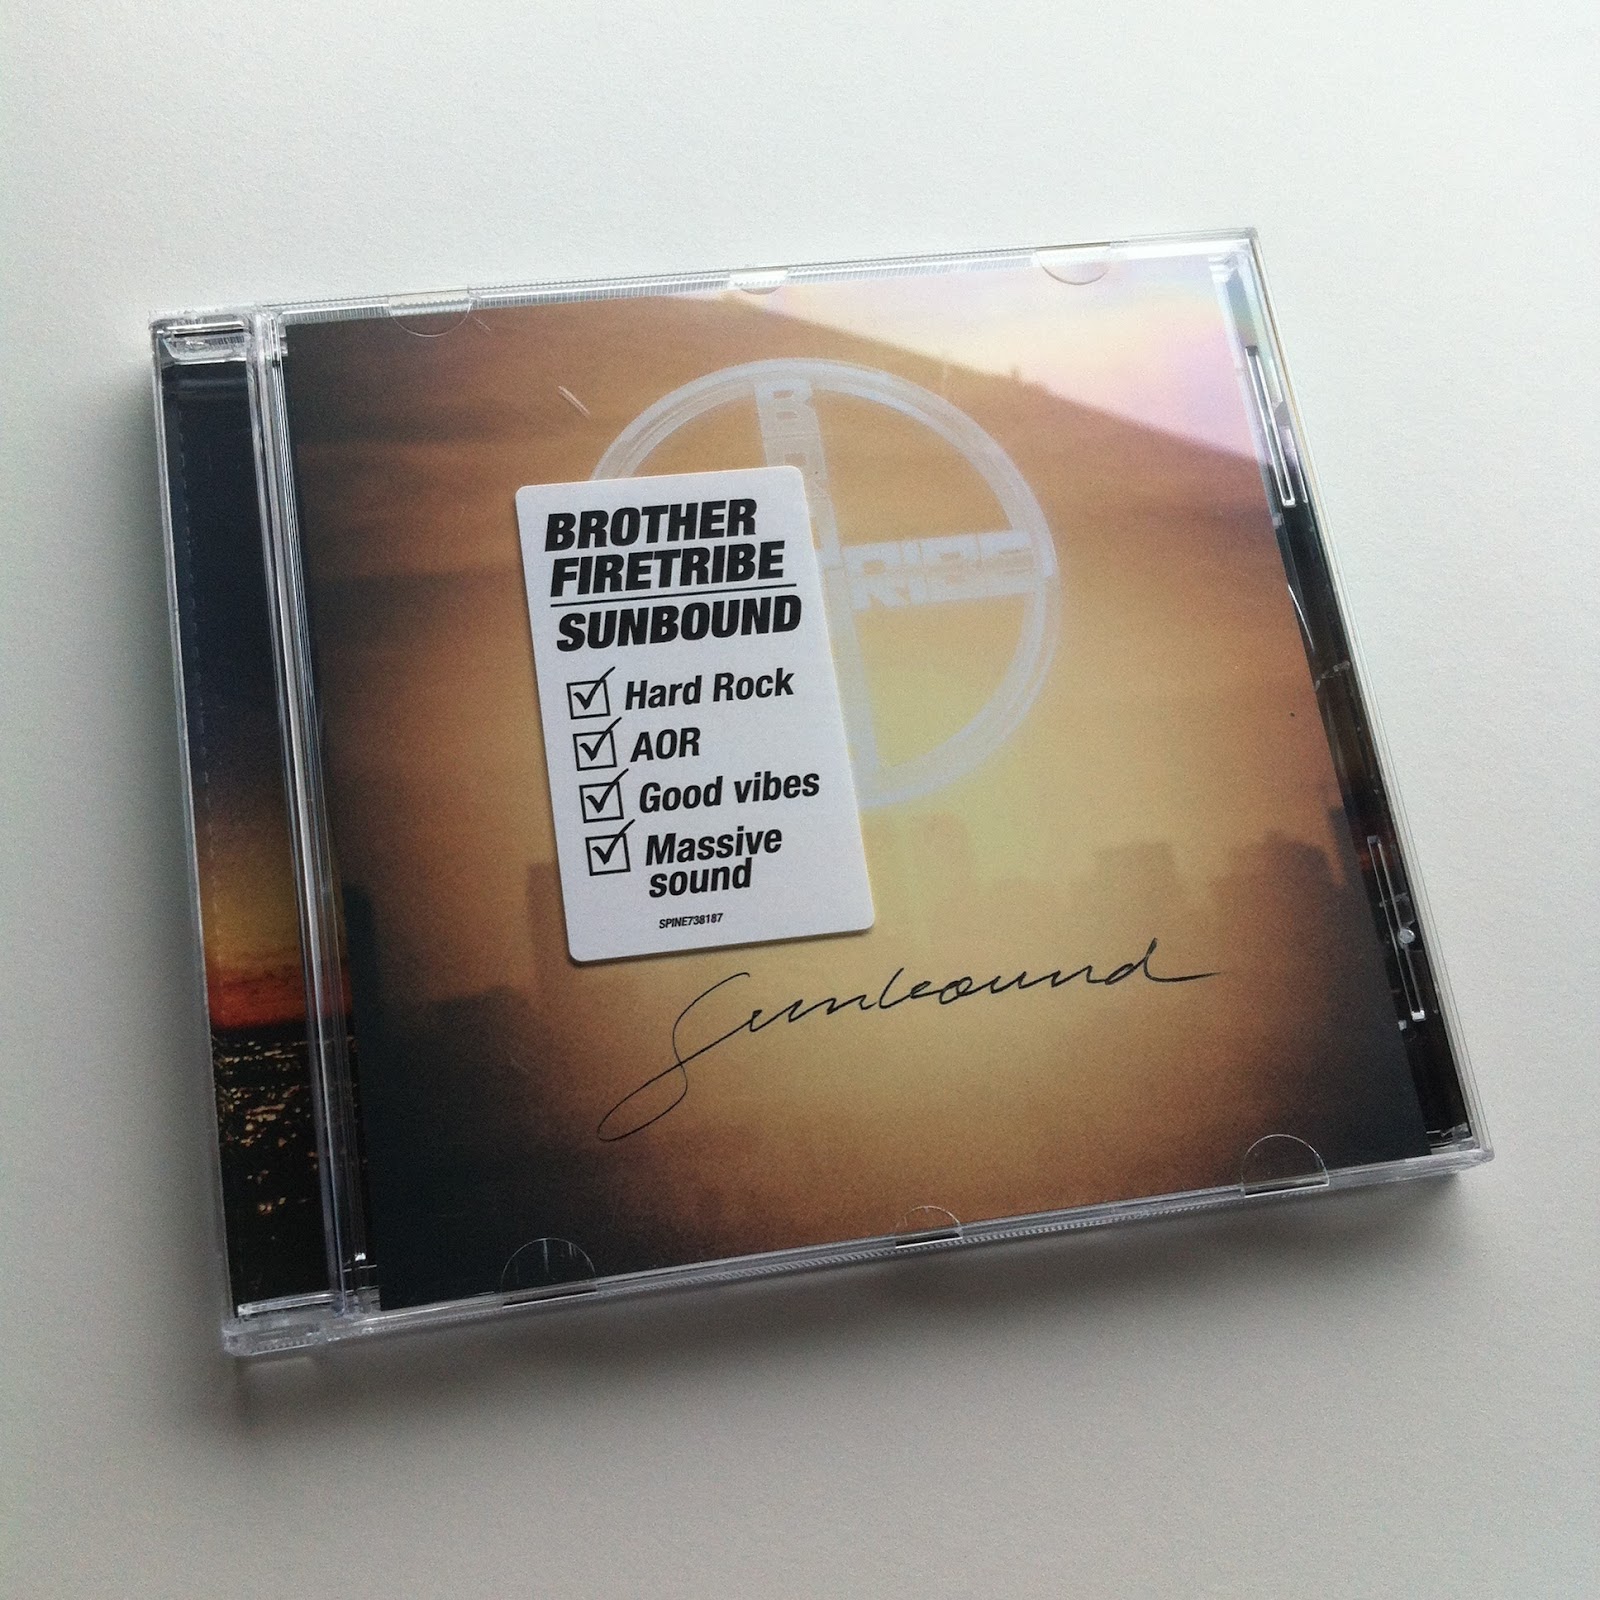 BROTHER
FIRETRIBE
SUNBOUND
Hard Rock
AOR
Good vibes
Massive
sound
SPINE738187
Sunbound